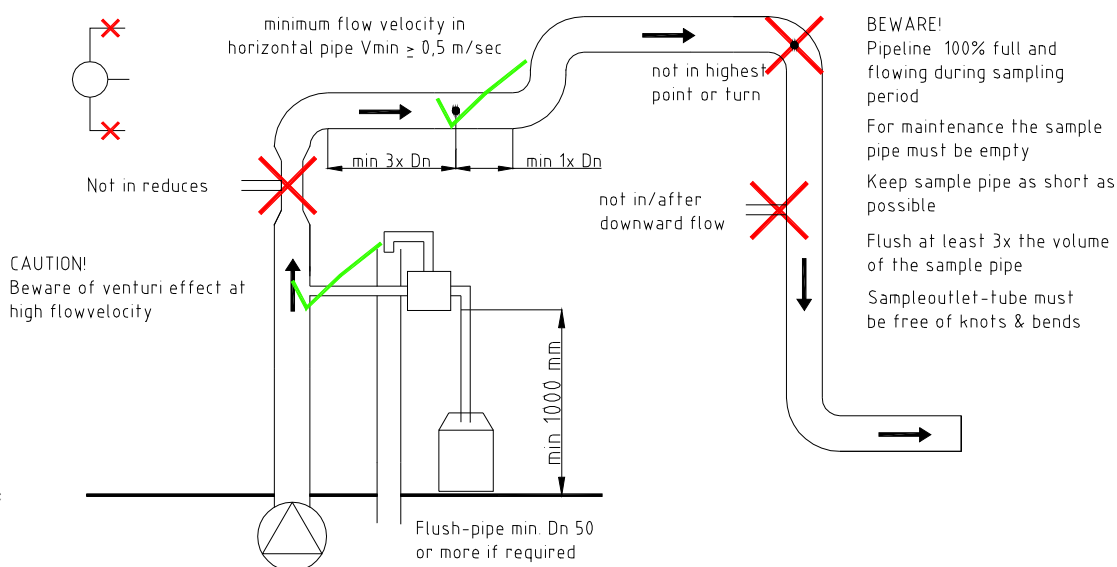 minimum flow velocity in
horizontal pipe Vmin ≥ 0,5 m/sec
BEWARE!
Pipeline 100% full and
flowing during sampling
period
not in highest
point or turn
For maintenance the sample
pipe must be empty
min 3x Dn
min 1x Dn
Not in reduces
Keep sample pipe as short as
possible
not in/after
downward flow
Flush at least 3x the volume
of the sample pipe
CAUTION!
Beware of venturi effect at
high flowvelocity
Sampleoutlet-tube must
be free of knots & bends
min 1000 mm
Flush-pipe min. Dn 50
or more if required